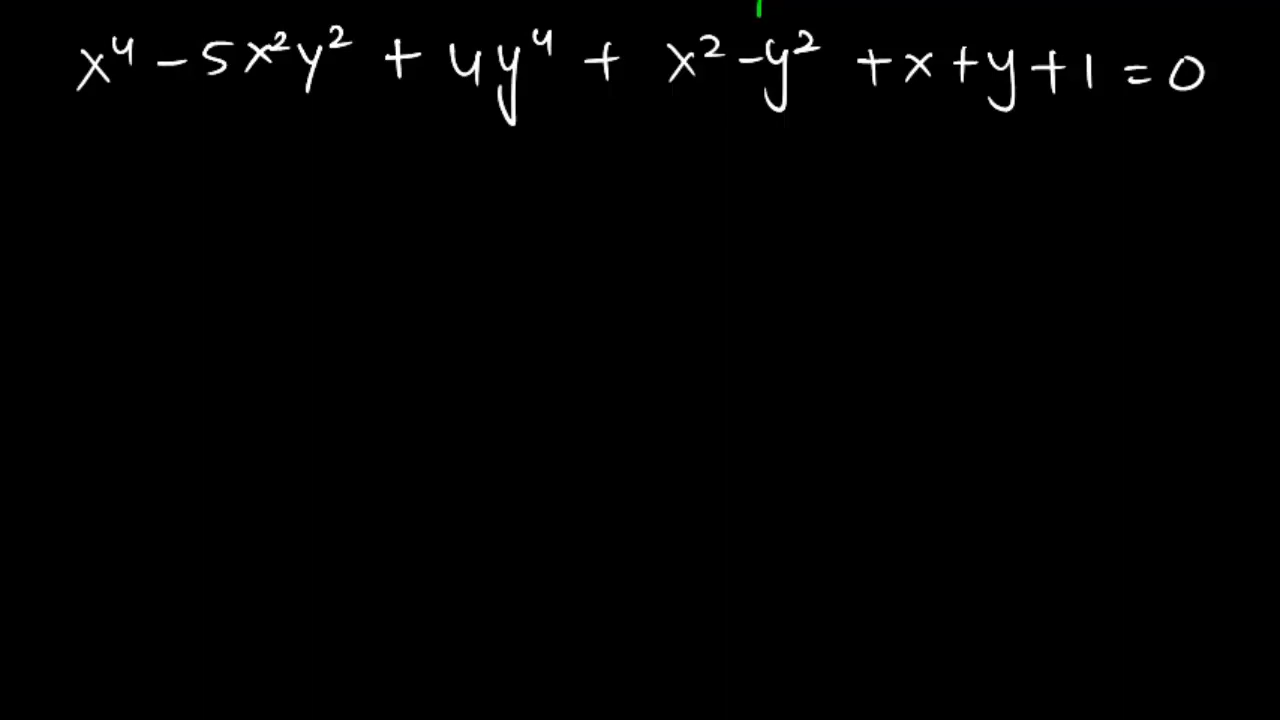 x⁴ - 5x²y² + 4y⁴ + x² - y² + x + y + 1 = 0